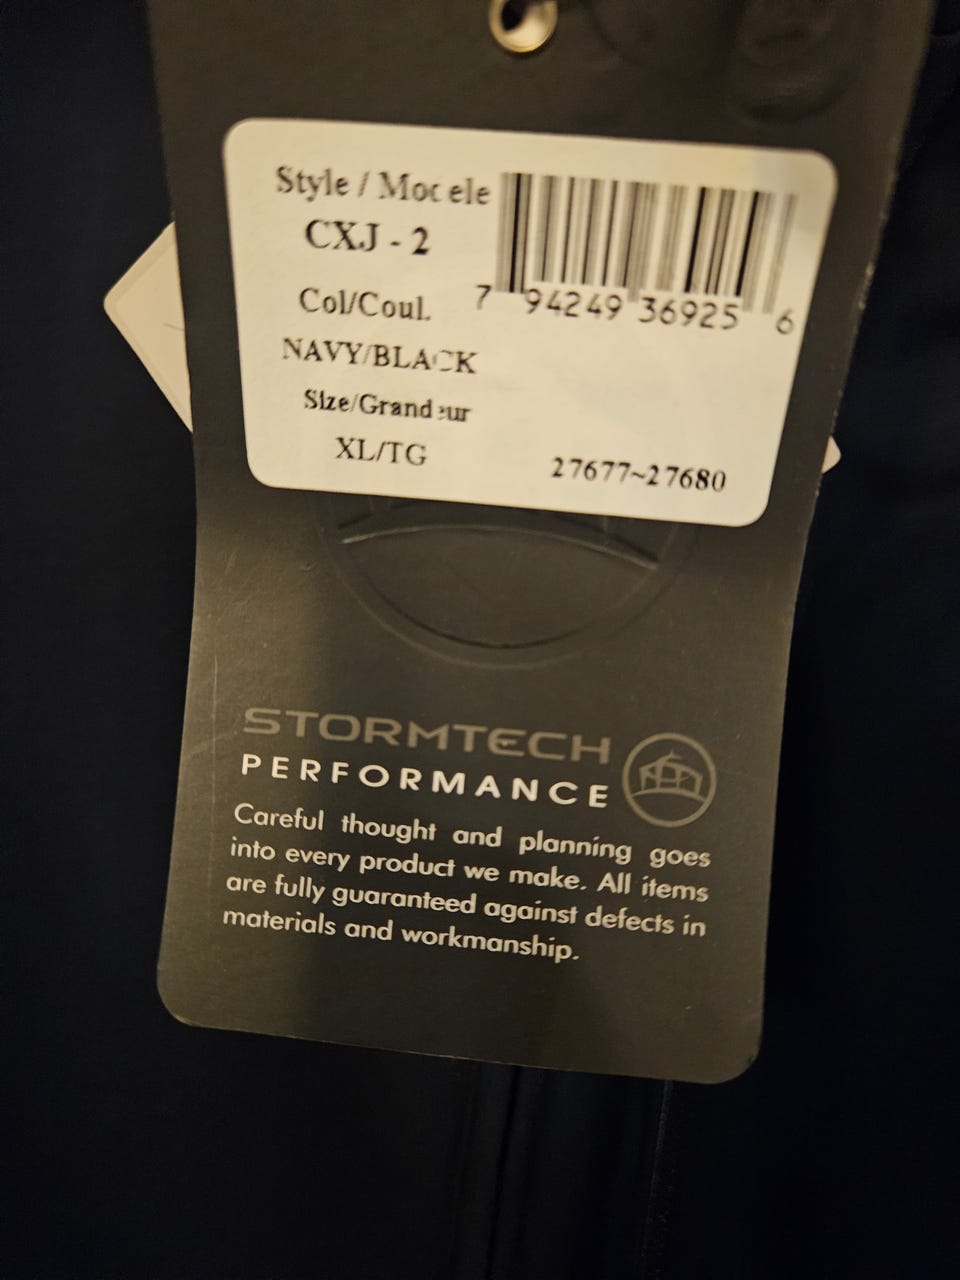 Style / Modele
CXJ - 2
Col/Coul.
7 94249 36925 6
NAVY/BLACK
Size/Grandeur
XL/TG
27677~27680
STORMTECH
PERFORMANCE
Careful thought and planning goes
into every product we make. All items
are fully guaranteed against defects in
materials and workmanship.